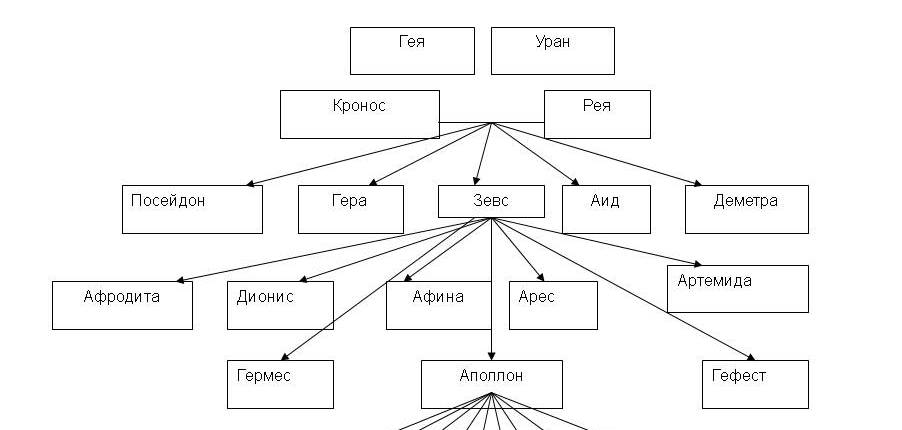 Гея
Уран
Кронос
Рея
Посейдон
Гера
Зевс
Аид
Деметра
Афродита
Дионис
Афина
Арес
Артемида
Гермес
Аполлон
Гефест